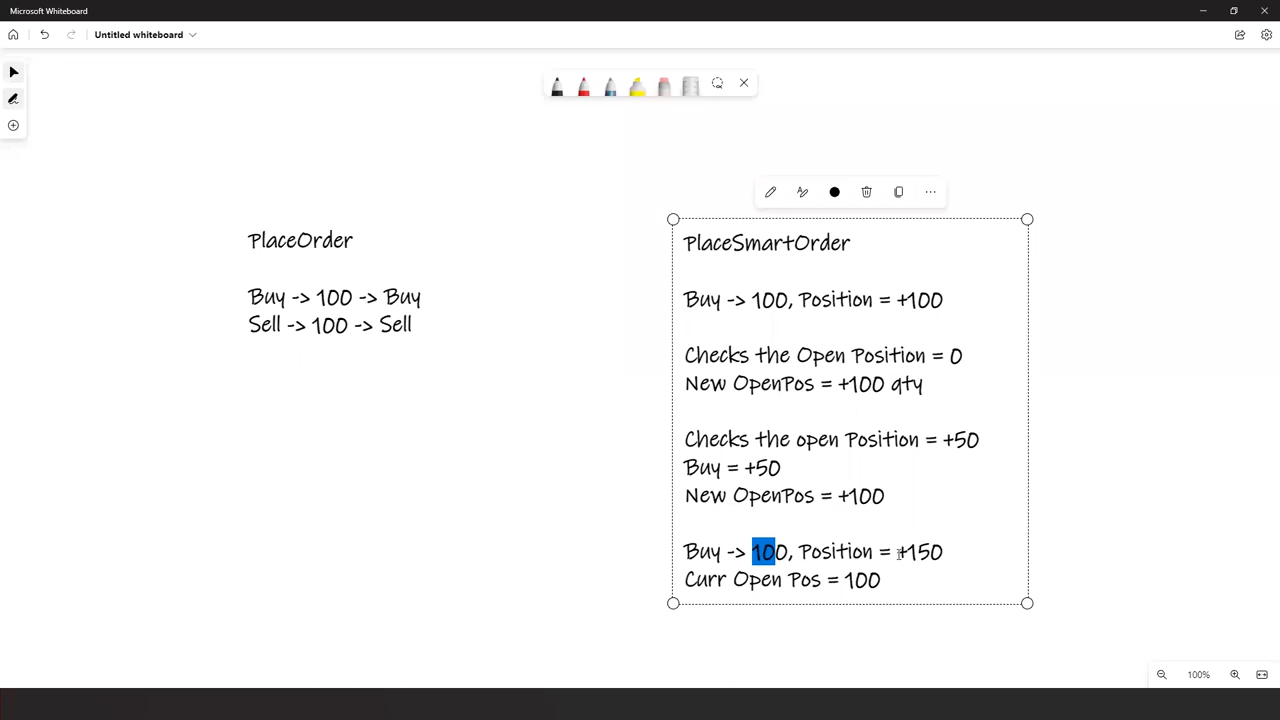 Microsoft Whiteboard
Untitled whiteboard
PlaceOrder
Buy -> 100 -> Buy
Sell -> 100 -> Sell
PlaceSmartOrder
Buy -> 100, Position = +100
Checks the Open Position = 0
New OpenPos = +100 qty
Checks the open Position = +50
Buy = +50
New OpenPos = +100
Buy -> 100, Position = +150
Curr Open Pos = 100
100%